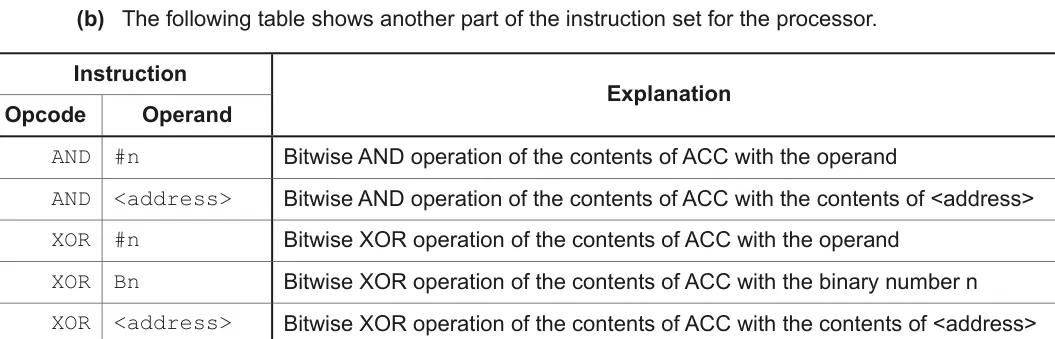 (b) The following table shows another part of the instruction set for the processor.
Instruction
Explanation
Opcode Operand
AND #n Bitwise AND operation of the contents of ACC with the operand
AND <address> Bitwise AND operation of the contents of ACC with the contents of <address>
XOR #n Bitwise XOR operation of the contents of ACC with the operand
XOR Bn Bitwise XOR operation of the contents of ACC with the binary number n
XOR <address> Bitwise XOR operation of the contents of ACC with the contents of <address>